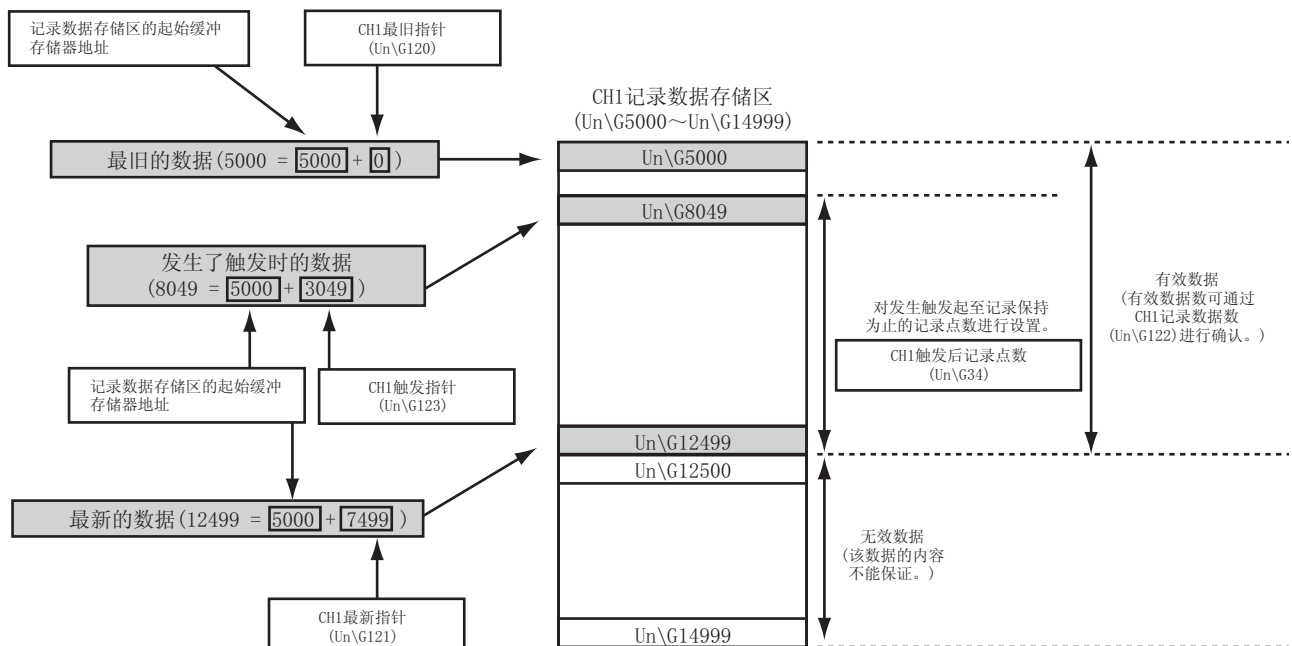 记录数据存储区的起始缓冲
存储器地址
CH1最旧指针
(Un\G120)
CH1记录数据存储区
(Un\G5000～Un\G14999)
最旧的数据(5000 = 5000 + 0 )
Un\G5000
Un\G8049
发生了触发时的数据
(8049 = 5000 + 3049 )
有效数据
(有效数据数可通过
CH1记录数据数
(Un\G122)进行确认。)
对发生触发起至记录保持
为止的记录点数进行设置。
CH1触发后记录点数
(Un\G34)
记录数据存储区的起始缓冲
存储器地址
CH1触发指针
(Un\G123)
Un\G12499
Un\G12500
最新的数据(12499 = 5000 + 7499 )
无效数据
(该数据的内容
不能保证。)
CH1最新指针
(Un\G121)
Un\G14999